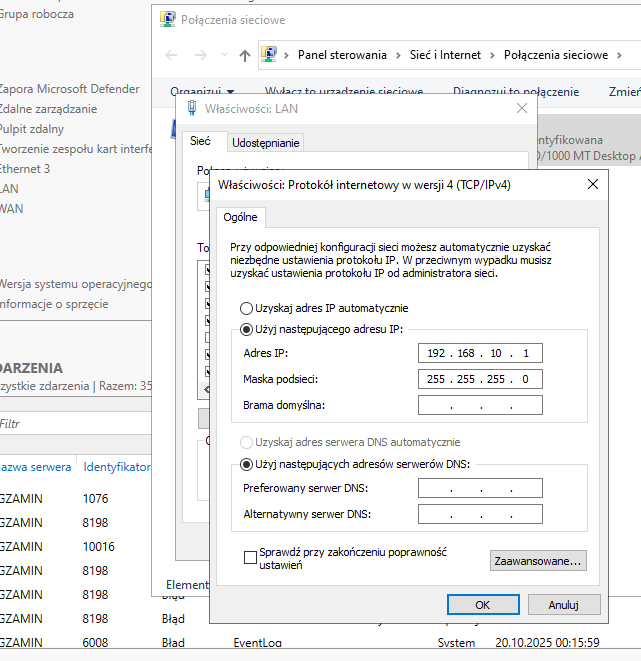 Grupa robocza
Zapora Microsoft Defender
Zdalne zarządzanie
Pulpit zdalny
Tworzenie zespołu kart interfe
Ethernet 3
LAN
WAN
Wersja systemu operacyjnego
Informacje o sprzęcie
DARZENIA
zystkie zdarzenia | Razem: 35
Filtr
azwa serwera Identyfikator
GZAMIN 1076
GZAMIN 8198
GZAMIN 10016
GZAMIN 8198
GZAMIN 8198
GZAMIN 8198 Błąd
GZAMIN 6008 Błąd EventLog System 20.10.2025 00:15:59
Połączenia sieciowe
Panel sterowania > Sieć i Internet > Połączenia sieciowe >
Organizuj Wyłącz to urządzenie sieciowe Diagnozuj to połączenie Zmień
entyfikowana
0/1000 MT Desktop A
Element
Właściwości: LAN
Sieć Udostępnianie
To
Właściwości: Protokół internetowy w wersji 4 (TCP/IPv4)
Ogólne
Przy odpowiedniej konfiguracji sieci możesz automatycznie uzyskać
niezbędne ustawienia protokołu IP. W przeciwnym wypadku musisz
uzyskać ustawienia protokołu IP od administratora sieci.
Uzyskaj adres IP automatycznie
Użyj następującego adresu IP:
Adres IP: 192 . 168 . 10 . 1
Maska podsieci: 255 . 255 . 255 . 0
Brama domyślna: . . .
Uzyskaj adres serwera DNS automatycznie
Użyj następujących adresów serwerów DNS:
Preferowany serwer DNS: . . .
Alternatywny serwer DNS: . . .
Sprawdź przy zakończeniu poprawność
ustawień
Zaawansowane...
OK Anuluj